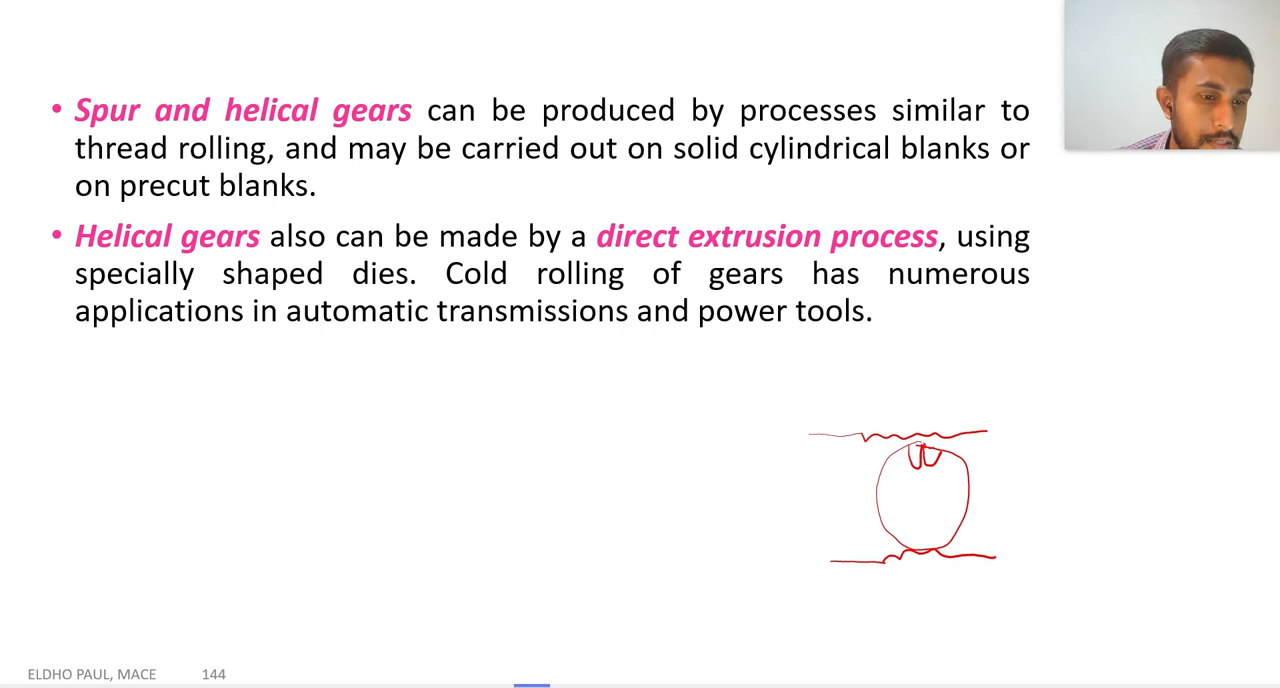 • Spur and helical gears can be produced by processes similar to
thread rolling, and may be carried out on solid cylindrical blanks or
on precut blanks.
• Helical gears also can be made by a direct extrusion process, using
specially shaped dies. Cold rolling of gears has numerous
applications in automatic transmissions and power tools.
ELDHO PAUL, MACE 144